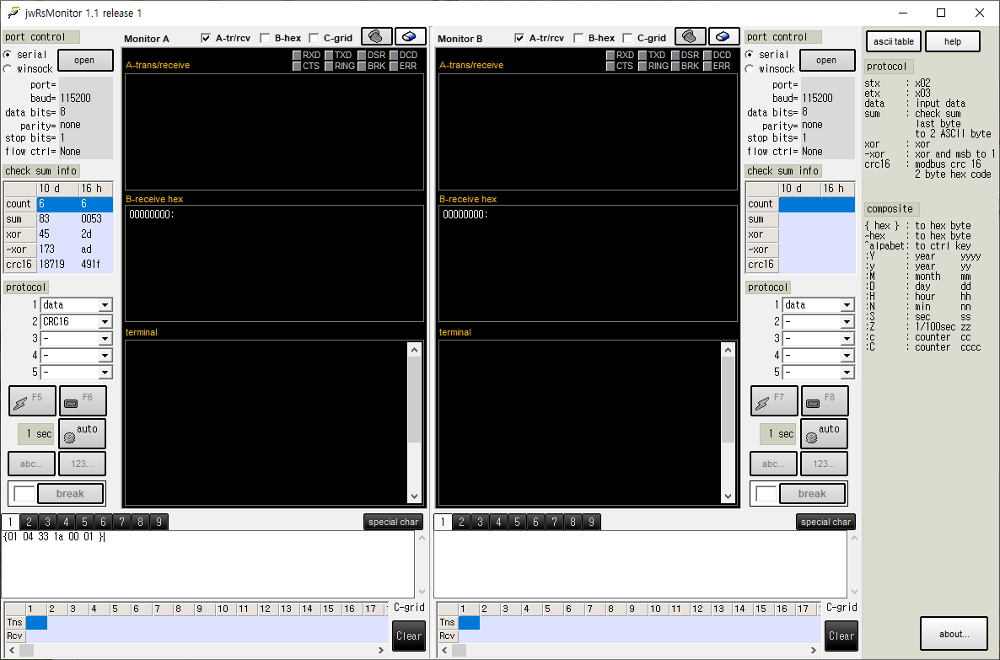 jwRsMonitor 1.1 release 1
port control
serial
winsock
open
port=
baud= 115200
data bits= 8
parity= none
stop bits= 1
flow ctrl= None
check sum info
10 d 16 h
count 6 6
sum 83 0053
xor 45 2d
~xor 173 ad
crc16 18719 491f
protocol
1 data
2 CRC16
3 -
4 -
5 -
F5 F6
1 sec auto
abc... 123...
break
Monitor A A-tr/rcv B-hex C-grid
A-trans/receive
RXD TXD DSR DCD
CTS RING BRK ERR
B-receive hex
00000000:
terminal
1 2 3 4 5 6 7 8 9 special char
{01 04 33 1a 00 01 }
1 2 3 4 5 6 7 8 9 10 11 12 13 14 15 16 17 C-grid
Tns
Rcv
Clear
Monitor B A-tr/rcv B-hex C-grid
A-trans/receive
RXD TXD DSR DCD
CTS RING BRK ERR
B-receive hex
00000000:
terminal
1 2 3 4 5 6 7 8 9 special char
1 2 3 4 5 6 7 8 9 10 11 12 13 14 15 16 17 C-grid
Tns
Rcv
Clear
port control
serial
winsock
open
port=
baud= 115200
data bits= 8
parity= none
stop bits= 1
flow ctrl= None
check sum info
10 d 16 h
count
sum
xor
~xor
crc16
protocol
1 data
2 -
3 -
4 -
5 -
F7 F8
1 sec auto
abc... 123...
break
ascii table help
protocol
stx : x02
etx : x03
data : input data
sum : check sum
last byte
to 2 ASCII byte
xor : xor
~xor : xor and msb to 1
crc16 : modbus crc 16
2 byte hex code
composite
{ hex } : to hex byte
~hex : to hex byte
^alpabet: to ctrl key
:Y : year yyyy
:y : year yy
:M : month mm
:D : day dd
:H : hour hh
:N : min nn
:S : sec ss
:Z : 1/100sec zz
:c : counter cc
:C : counter cccc
about...